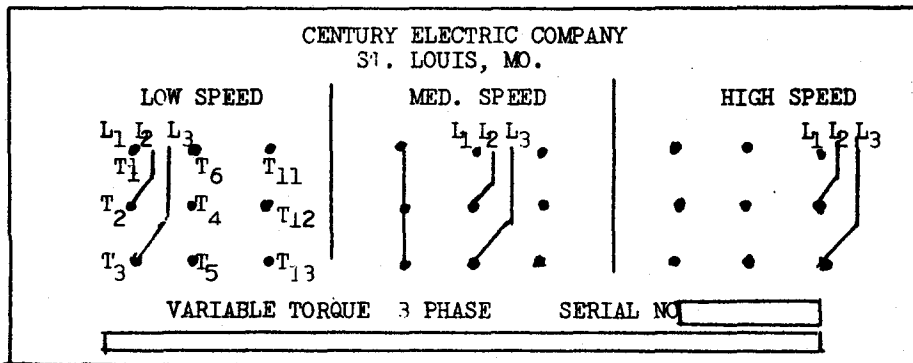 CENTURY ELECTRIC COMPANY
ST. LOUIS, MO.
LOW SPEED MED. SPEED HIGH SPEED
L1 L2 L3 L1 L2 L3 L1 L2 L3
T1 T6 T11
T2 T4 T12
T3 T5 T13
VARIABLE TORQUE 3 PHASE SERIAL NO